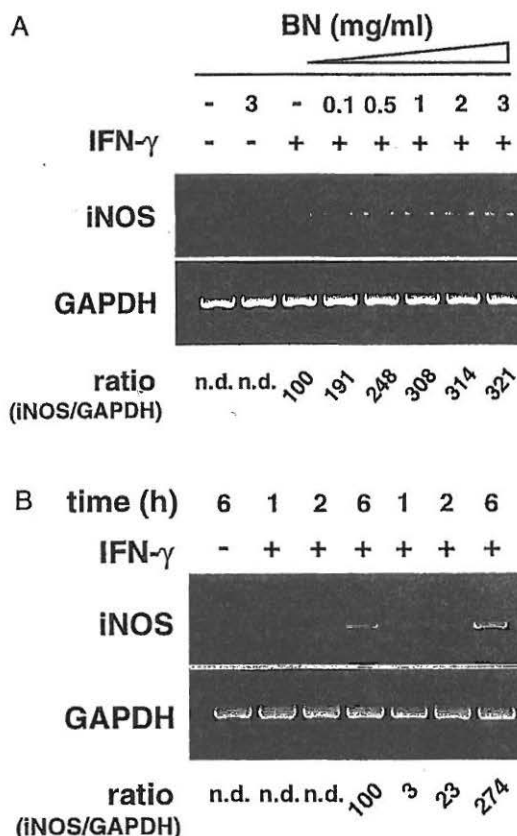 A
BN (mg/ml)
- 3 - 0.1 0.5 1 2 3
IFN-γ - - + + + + + +
iNOS
GAPDH
ratio n.d. n.d. 100 191 248 308 314 321
(iNOS/GAPDH)
B time (h) 6 1 2 6 1 2 6
IFN-γ - + + + + + +
iNOS
GAPDH
ratio n.d. n.d. n.d. 100 3 23 274
(iNOS/GAPDH)